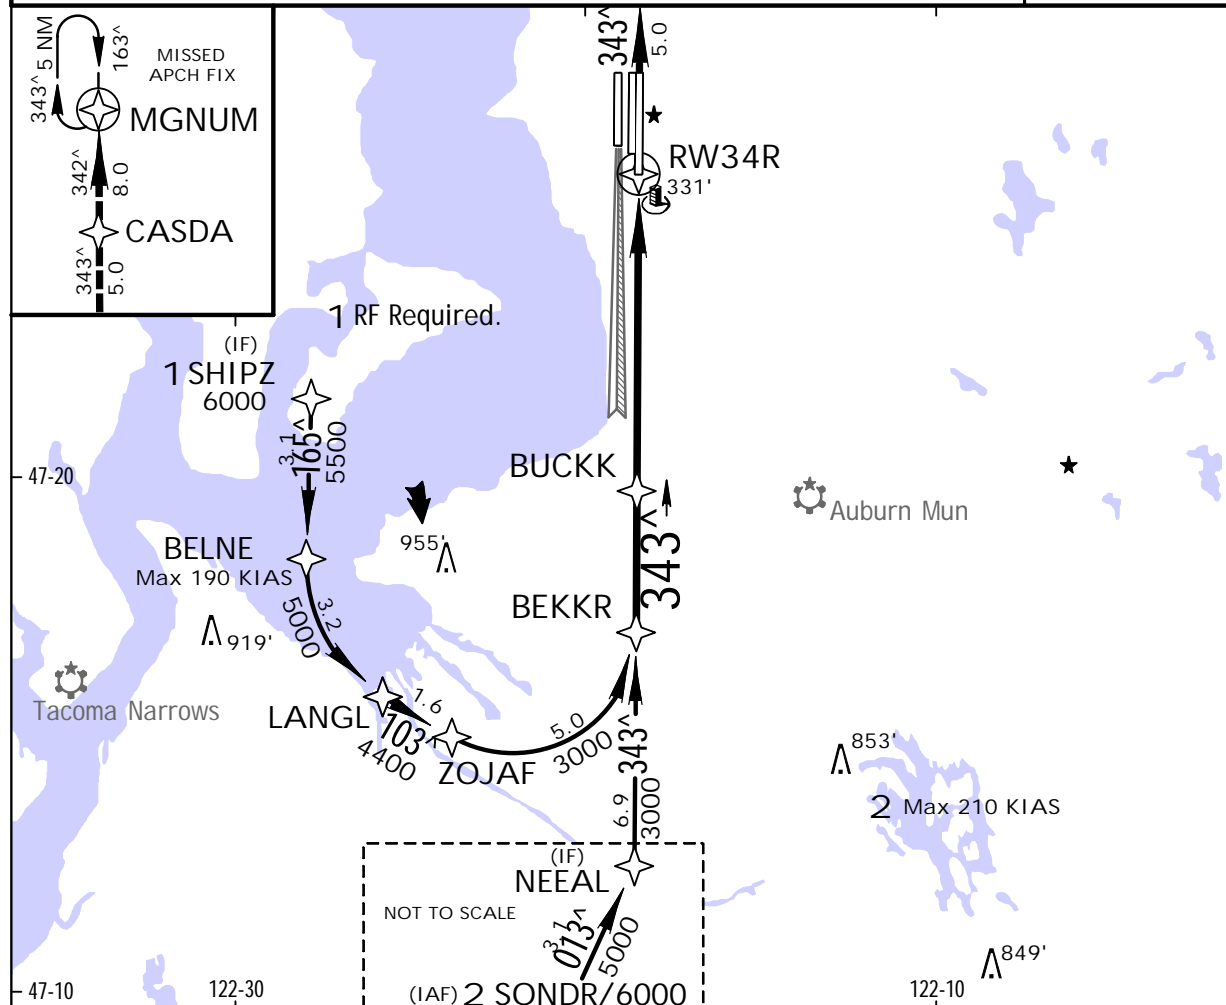 343^ 5 NM
163^
MISSED
APCH FIX
MGNUM
342^
8.0
CASDA
343^
5.0
343^
5.0
RW34R
331'
1 RF Required.
(IF)
1 SHIPZ
6000
3.1
165^
5500
47-20
BUCKK
Auburn Mun
955'
BELNE
Max 190 KIAS
343^
3.2
5000
919'
BEKKR
Tacoma Narrows
LANGL
1.6
103^
4400
ZOJAF
5.0
3000
343^
6.9
3000
853'
2 Max 210 KIAS
(IF)
NEEAL
NOT TO SCALE
3.1
013^
5000
849'
47-10
122-30
(IAF) 2 SONDR/6000
122-10